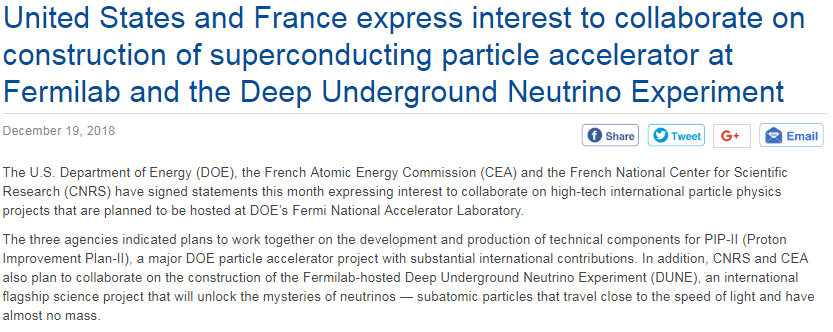 United States and France express interest to collaborate on
construction of superconducting particle accelerator at
Fermilab and the Deep Underground Neutrino Experiment
December 19, 2018
Share
Tweet
G+
Email
The U.S. Department of Energy (DOE), the French Atomic Energy Commission (CEA) and the French National Center for Scientific
Research (CNRS) have signed statements this month expressing interest to collaborate on high-tech international particle physics
projects that are planned to be hosted at DOE's Fermi National Accelerator Laboratory.
The three agencies indicated plans to work together on the development and production of technical components for PIP-II (Proton
Improvement Plan-II), a major DOE particle accelerator project with substantial international contributions. In addition, CNRS and CEA
also plan to collaborate on the construction of the Fermilab-hosted Deep Underground Neutrino Experiment (DUNE), an international
flagship science project that will unlock the mysteries of neutrinos — subatomic particles that travel close to the speed of light and have
almost no mass.